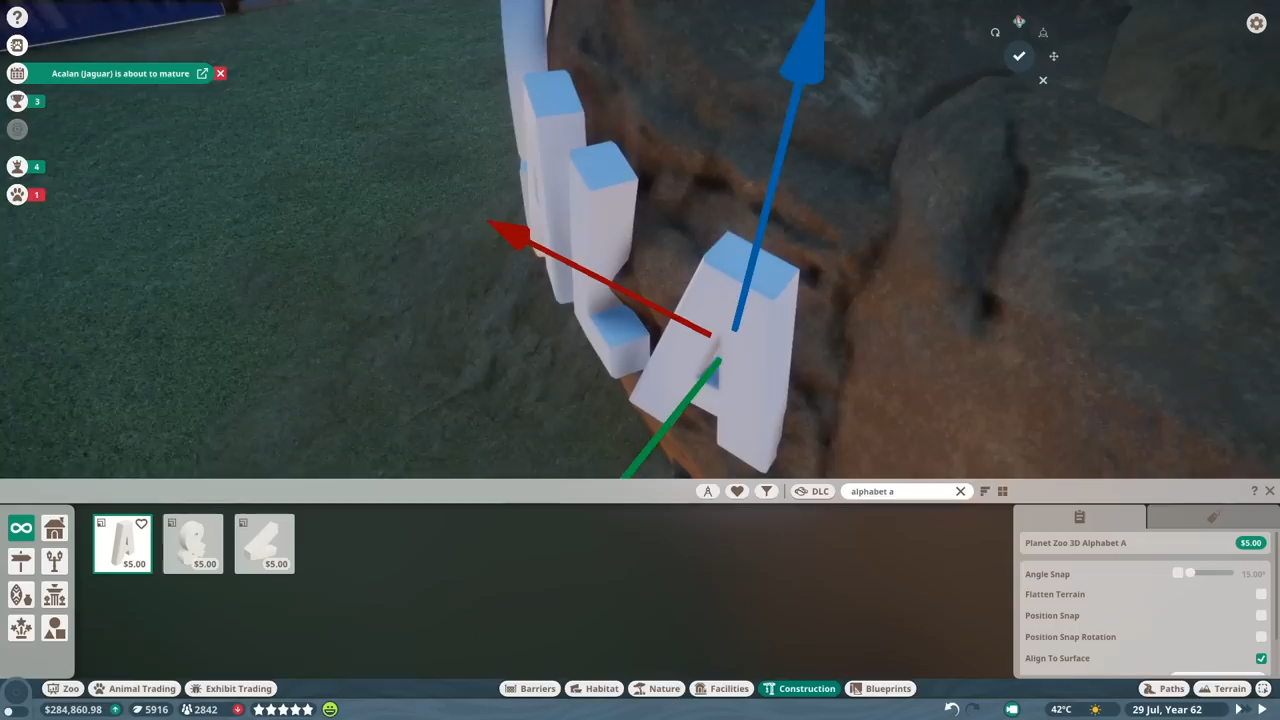 ?
Acalan (Jaguar) is about to mature
3
4
1
A
DLC
alphabet a
?
$5.00
$5.00
$5.00
Planet Zoo 3D Alphabet A
$5.00
Angle Snap
15.00°
Flatten Terrain
Position Snap
Position Snap Rotation
Align To Surface
Zoo
Animal Trading
Exhibit Trading
Barriers
Habitat
Nature
Facilities
Construction
Blueprints
Paths
Terrain
$284,860.98
5916
2842
42°C
29 Jul, Year 62